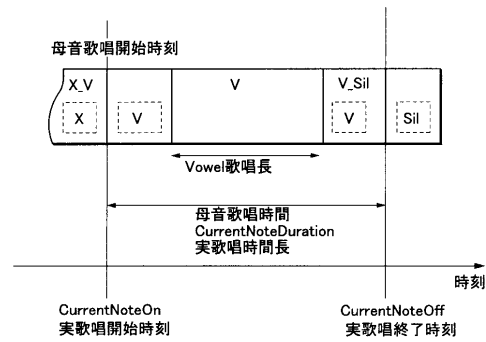 母音歌唱開始時刻
X_V V V_Sil
X V V Sil
Vowel歌唱長
母音歌唱時間
CurrentNoteDuration
実歌唱時間長
時刻
CurrentNoteOn CurrentNoteOff
実歌唱開始時刻 実歌唱終了時刻